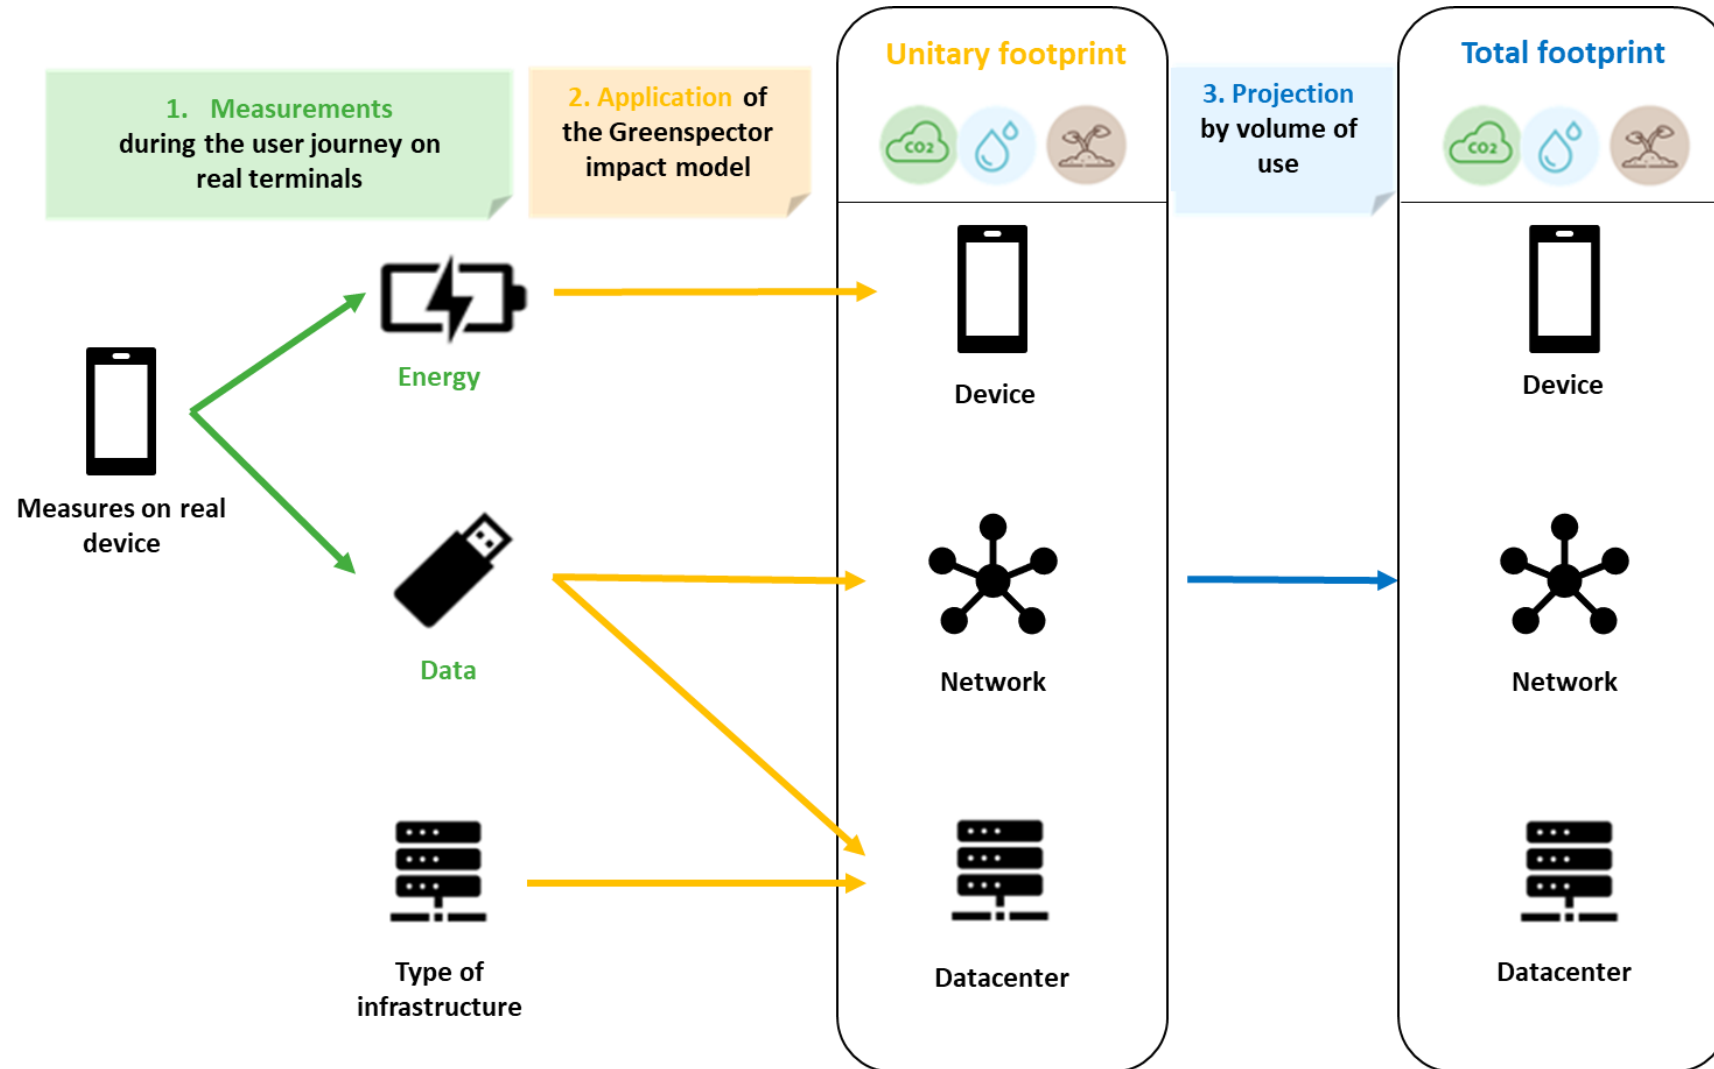 1. Measurements
during the user journey on
real terminals
2. Application of
the Greenspector
impact model
Unitary footprint
CO2
3. Projection
by volume of
use
Total footprint
CO2
Measures on real
device
Energy
Data
Type of
infrastructure
Device
Network
Datacenter
Device
Network
Datacenter